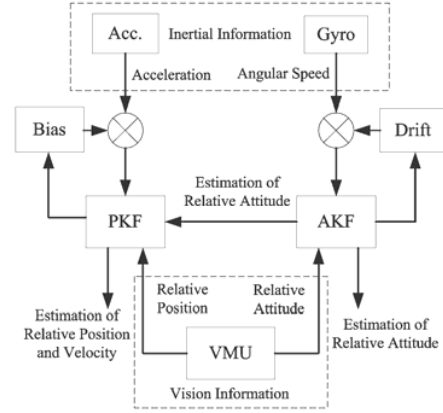 Acc.
Inertial Information
Gyro
Acceleration
Angular Speed
Bias
Drift
Estimation of
Relative Attitude
PKF
AKF
Relative
Position
Relative
Attitude
Estimation of
Relative Position
and Velocity
VMU
Estimation of
Relative Attitude
Vision Information